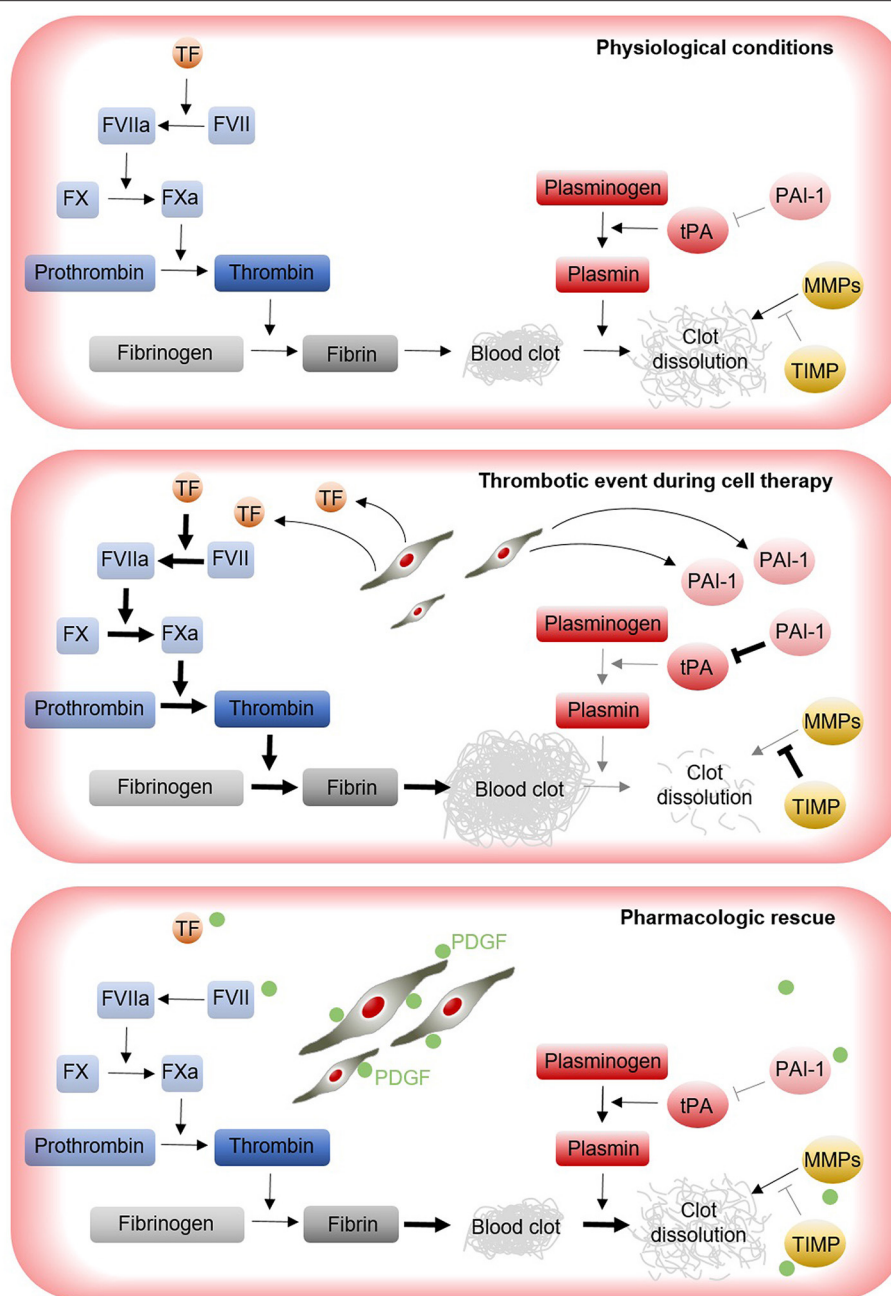 Physiological conditions
TF
FVIIa
FVII
FX
FXa
Plasminogen
PAI-1
tPA
Prothrombin
Thrombin
Plasmin
MMPs
Fibrinogen
Fibrin
Blood clot
Clot
dissolution
TIMP
Thrombotic event during cell therapy
TF
TF
TF
FVIIa
FVII
PAI-1
PAI-1
FX
FXa
Plasminogen
PAI-1
tPA
Prothrombin
Thrombin
Plasmin
MMPs
Fibrinogen
Fibrin
Blood clot
Clot
dissolution
TIMP
Pharmacologic rescue
TF
PDGF
FVIIa
FVII
FX
FXa
PDGF
Plasminogen
PAI-1
tPA
Prothrombin
Thrombin
Plasmin
MMPs
Fibrinogen
Fibrin
Blood clot
Clot
dissolution
TIMP